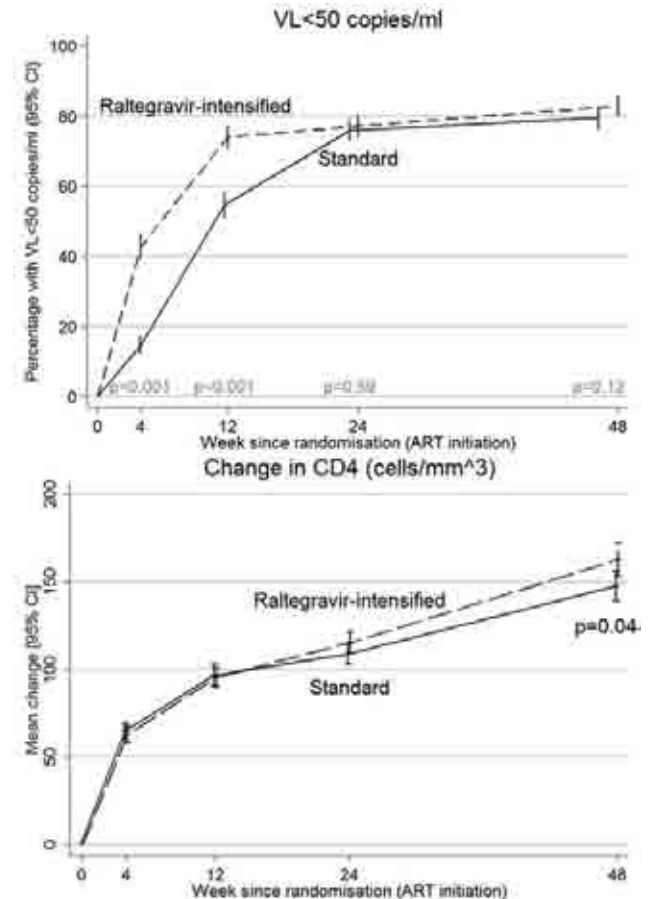 VL<50 copies/ml
Percentage with VL<50 copies/ml (95% CI)
100
80
60
40
20
0
Raltegravir-intensified
Standard
p<0.001 p<0.001 p=0.59 p=0.12
0 4 12 24 48
Week since randomisation (ART initiation)
Change in CD4 (cells/mm^3)
Mean change [95% CI]
200
150
100
50
0
Raltegravir-intensified
Standard
p=0.04
0 4 12 24 48
Week since randomisation (ART initiation)